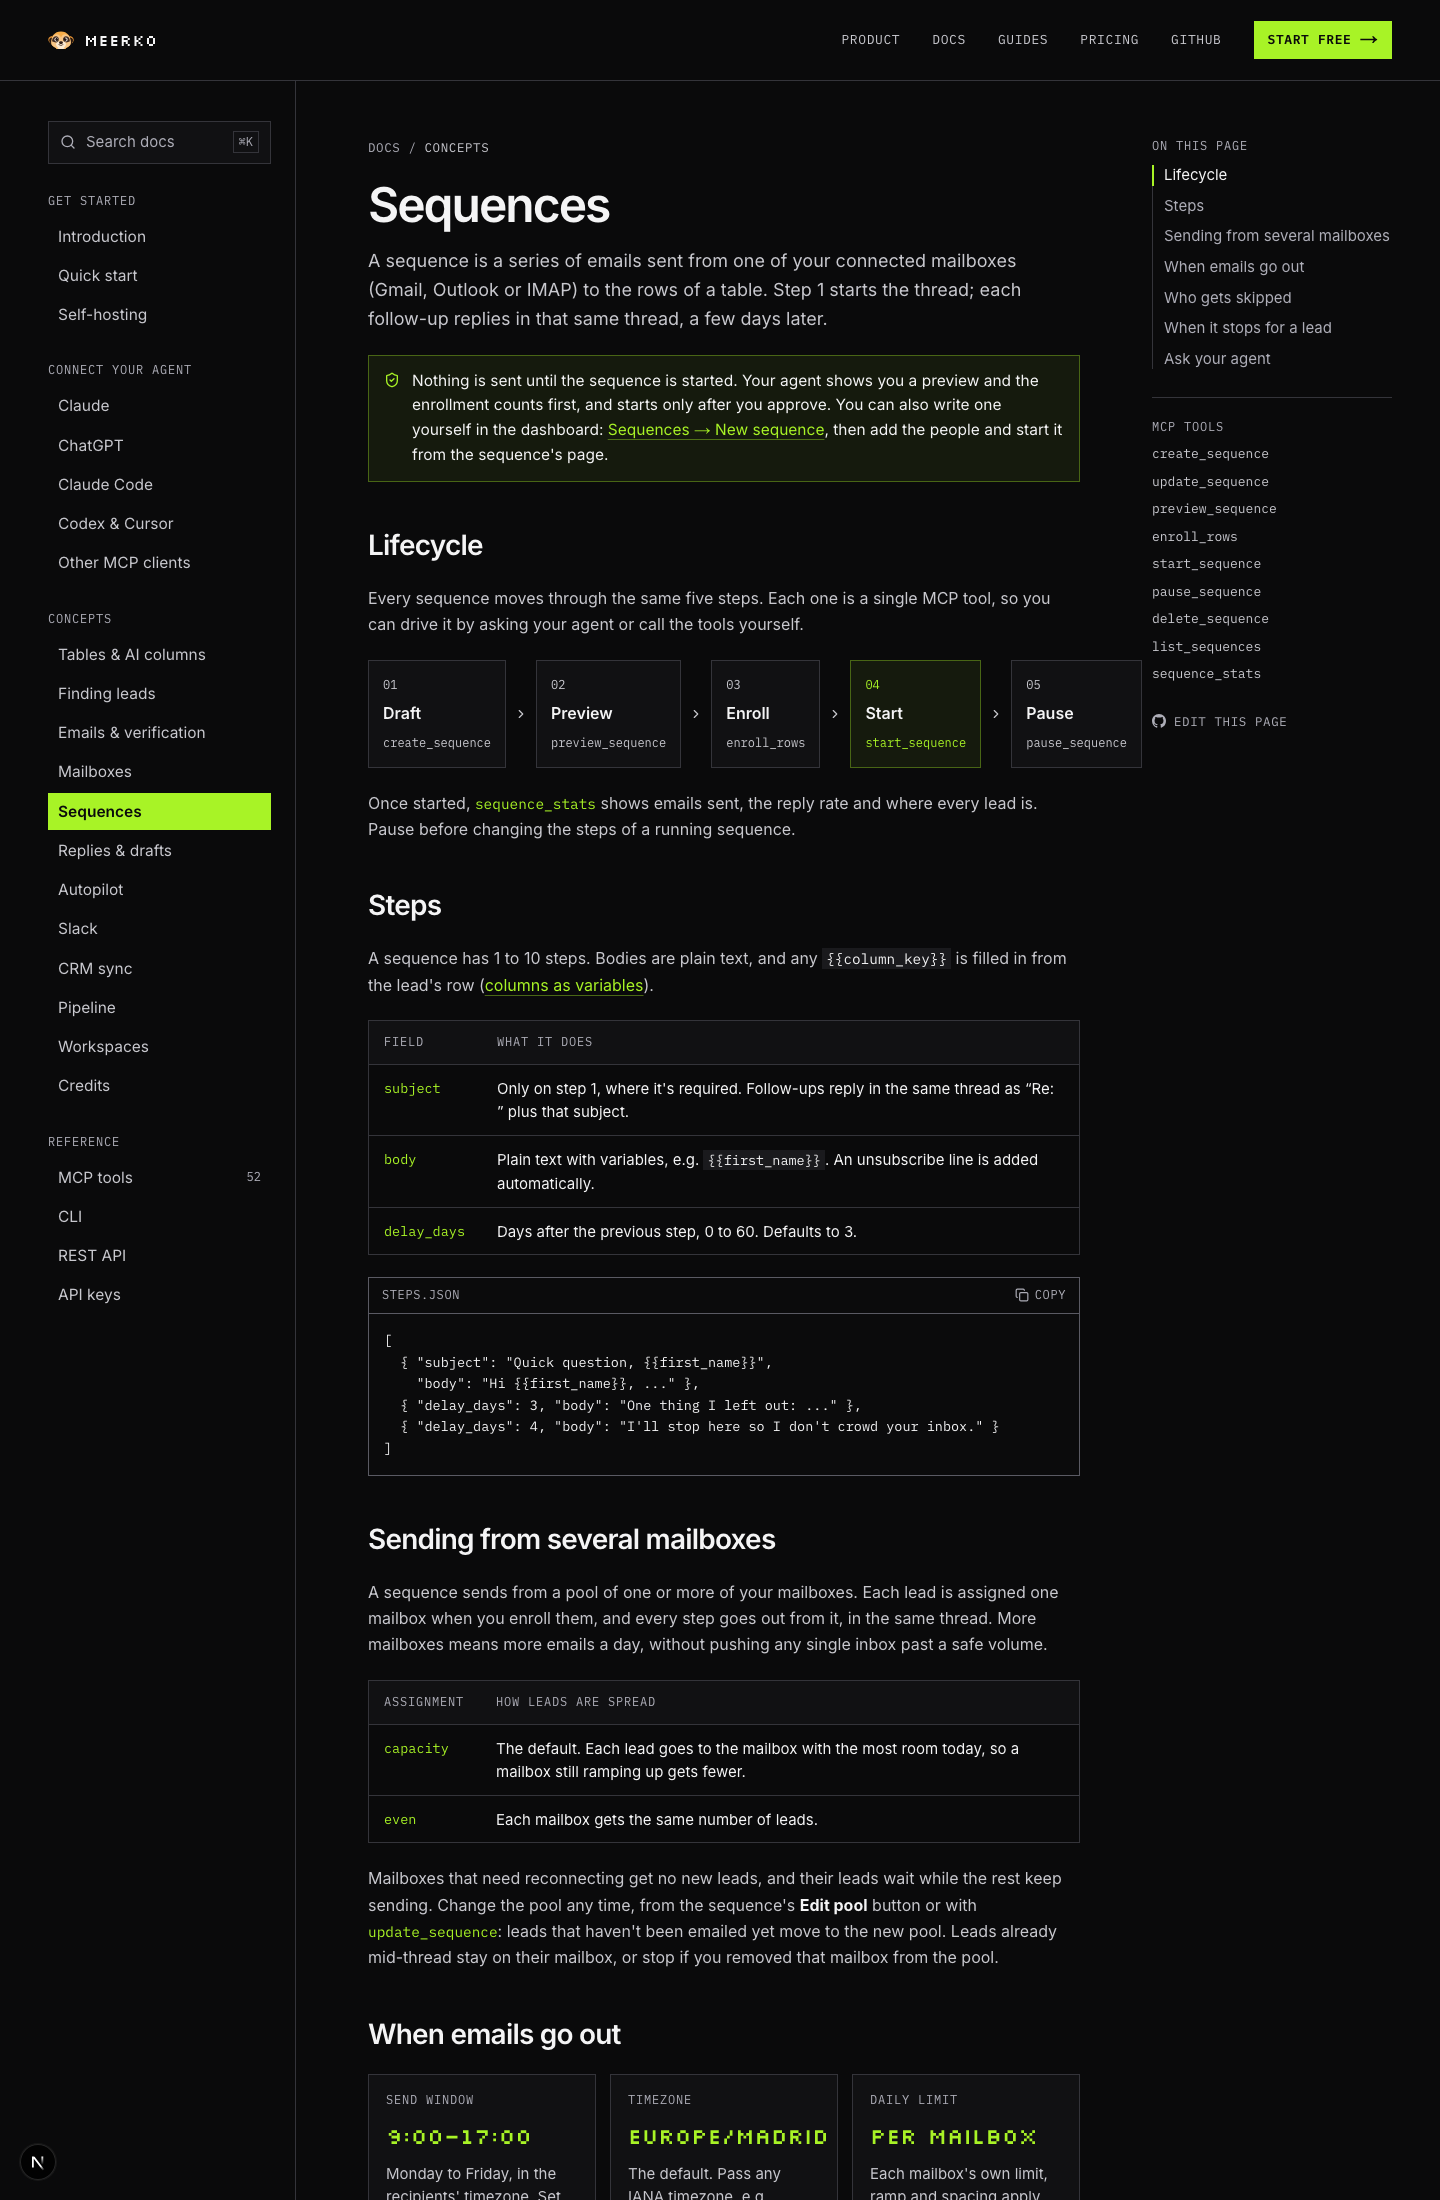 MEERKO
PRODUCT
DOCS
GUIDES
PRICING
GITHUB
START FREE →
Search docs
⌘K
GET STARTED
Introduction
Quick start
Self-hosting
CONNECT YOUR AGENT
Claude
ChatGPT
Claude Code
Codex & Cursor
Other MCP clients
CONCEPTS
Tables & AI columns
Finding leads
Emails & verification
Mailboxes
Sequences
Replies & drafts
Autopilot
Slack
CRM sync
Pipeline
Workspaces
Credits
REFERENCE
MCP tools
52
CLI
REST API
API keys
DOCS / CONCEPTS
Sequences
A sequence is a series of emails sent from one of your connected mailboxes
(Gmail, Outlook or IMAP) to the rows of a table. Step 1 starts the thread; each
follow-up replies in that same thread, a few days later.
Nothing is sent until the sequence is started. Your agent shows you a preview and the
enrollment counts first, and starts only after you approve. You can also write one
yourself in the dashboard: Sequences → New sequence, then add the people and start it
from the sequence's page.
Lifecycle
Every sequence moves through the same five steps. Each one is a single MCP tool, so you
can drive it by asking your agent or call the tools yourself.
01
Draft
create_sequence
02
Preview
preview_sequence
03
Enroll
enroll_rows
04
Start
start_sequence
05
Pause
pause_sequence
Once started, sequence_stats shows emails sent, the reply rate and where every lead is.
Pause before changing the steps of a running sequence.
Steps
A sequence has 1 to 10 steps. Bodies are plain text, and any {{column_key}} is filled in from
the lead's row (columns as variables).
FIELD
WHAT IT DOES
subject
Only on step 1, where it's required. Follow-ups reply in the same thread as “Re:
” plus that subject.
body
Plain text with variables, e.g. {{first_name}}. An unsubscribe line is added
automatically.
delay_days
Days after the previous step, 0 to 60. Defaults to 3.
STEPS.JSON
COPY
[
{ "subject": "Quick question, {{first_name}}",
"body": "Hi {{first_name}}, ..." },
{ "delay_days": 3, "body": "One thing I left out: ..." },
{ "delay_days": 4, "body": "I'll stop here so I don't crowd your inbox." }
]
Sending from several mailboxes
A sequence sends from a pool of one or more of your mailboxes. Each lead is assigned one
mailbox when you enroll them, and every step goes out from it, in the same thread. More
mailboxes means more emails a day, without pushing any single inbox past a safe volume.
ASSIGNMENT
HOW LEADS ARE SPREAD
capacity
The default. Each lead goes to the mailbox with the most room today, so a
mailbox still ramping up gets fewer.
even
Each mailbox gets the same number of leads.
Mailboxes that need reconnecting get no new leads, and their leads wait while the rest keep
sending. Change the pool any time, from the sequence's Edit pool button or with
update_sequence: leads that haven't been emailed yet move to the new pool. Leads already
mid-thread stay on their mailbox, or stop if you removed that mailbox from the pool.
When emails go out
SEND WINDOW
9:00–17:00
Monday to Friday, in the
recipients' timezone. Set
TIMEZONE
EUROPE/MADRID
The default. Pass any
IANA timezone, e.g.
DAILY LIMIT
PER MAILBOX
Each mailbox's own limit,
ramp and spacing apply
ON THIS PAGE
Lifecycle
Steps
Sending from several mailboxes
When emails go out
Who gets skipped
When it stops for a lead
Ask your agent
MCP TOOLS
create_sequence
update_sequence
preview_sequence
enroll_rows
start_sequence
pause_sequence
delete_sequence
list_sequences
sequence_stats
EDIT THIS PAGE
N